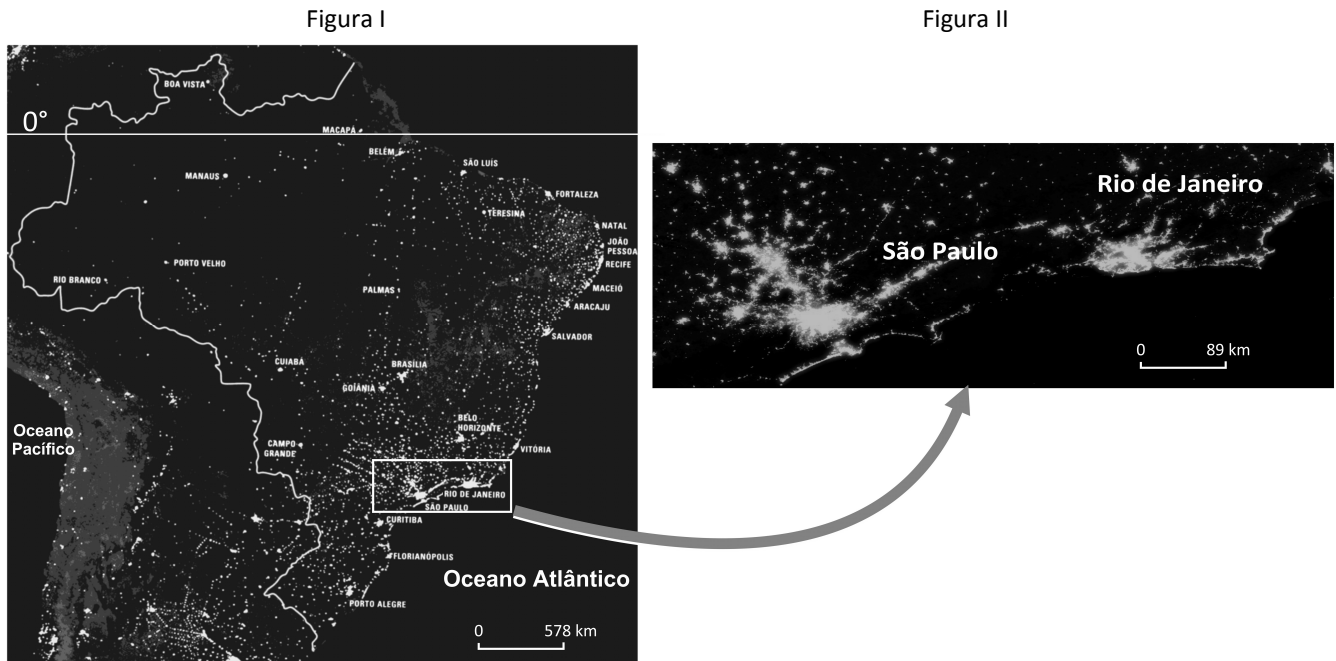 Figura I
Figura II
BOA VISTA
0°
MACAPÁ
BELÉM
SÃO LUÍS
MANAUS
FORTALEZA
TERESINA
NATAL
JOÃO
PESSOA
RECIFE
PORTO VELHO
RIO BRANCO
PALMAS
MACEIÓ
ARACAJU
SALVADOR
CUIABÁ
BRASÍLIA
GOIÂNIA
BELO
HORIZONTE
VITÓRIA
CAMPO
GRANDE
Oceano
Pacífico
RIO DE JANEIRO
SÃO PAULO
CURITIBA
FLORIANÓPOLIS
Oceano Atlântico
PORTO ALEGRE
0 578 km
Rio de Janeiro
São Paulo
0 89 km